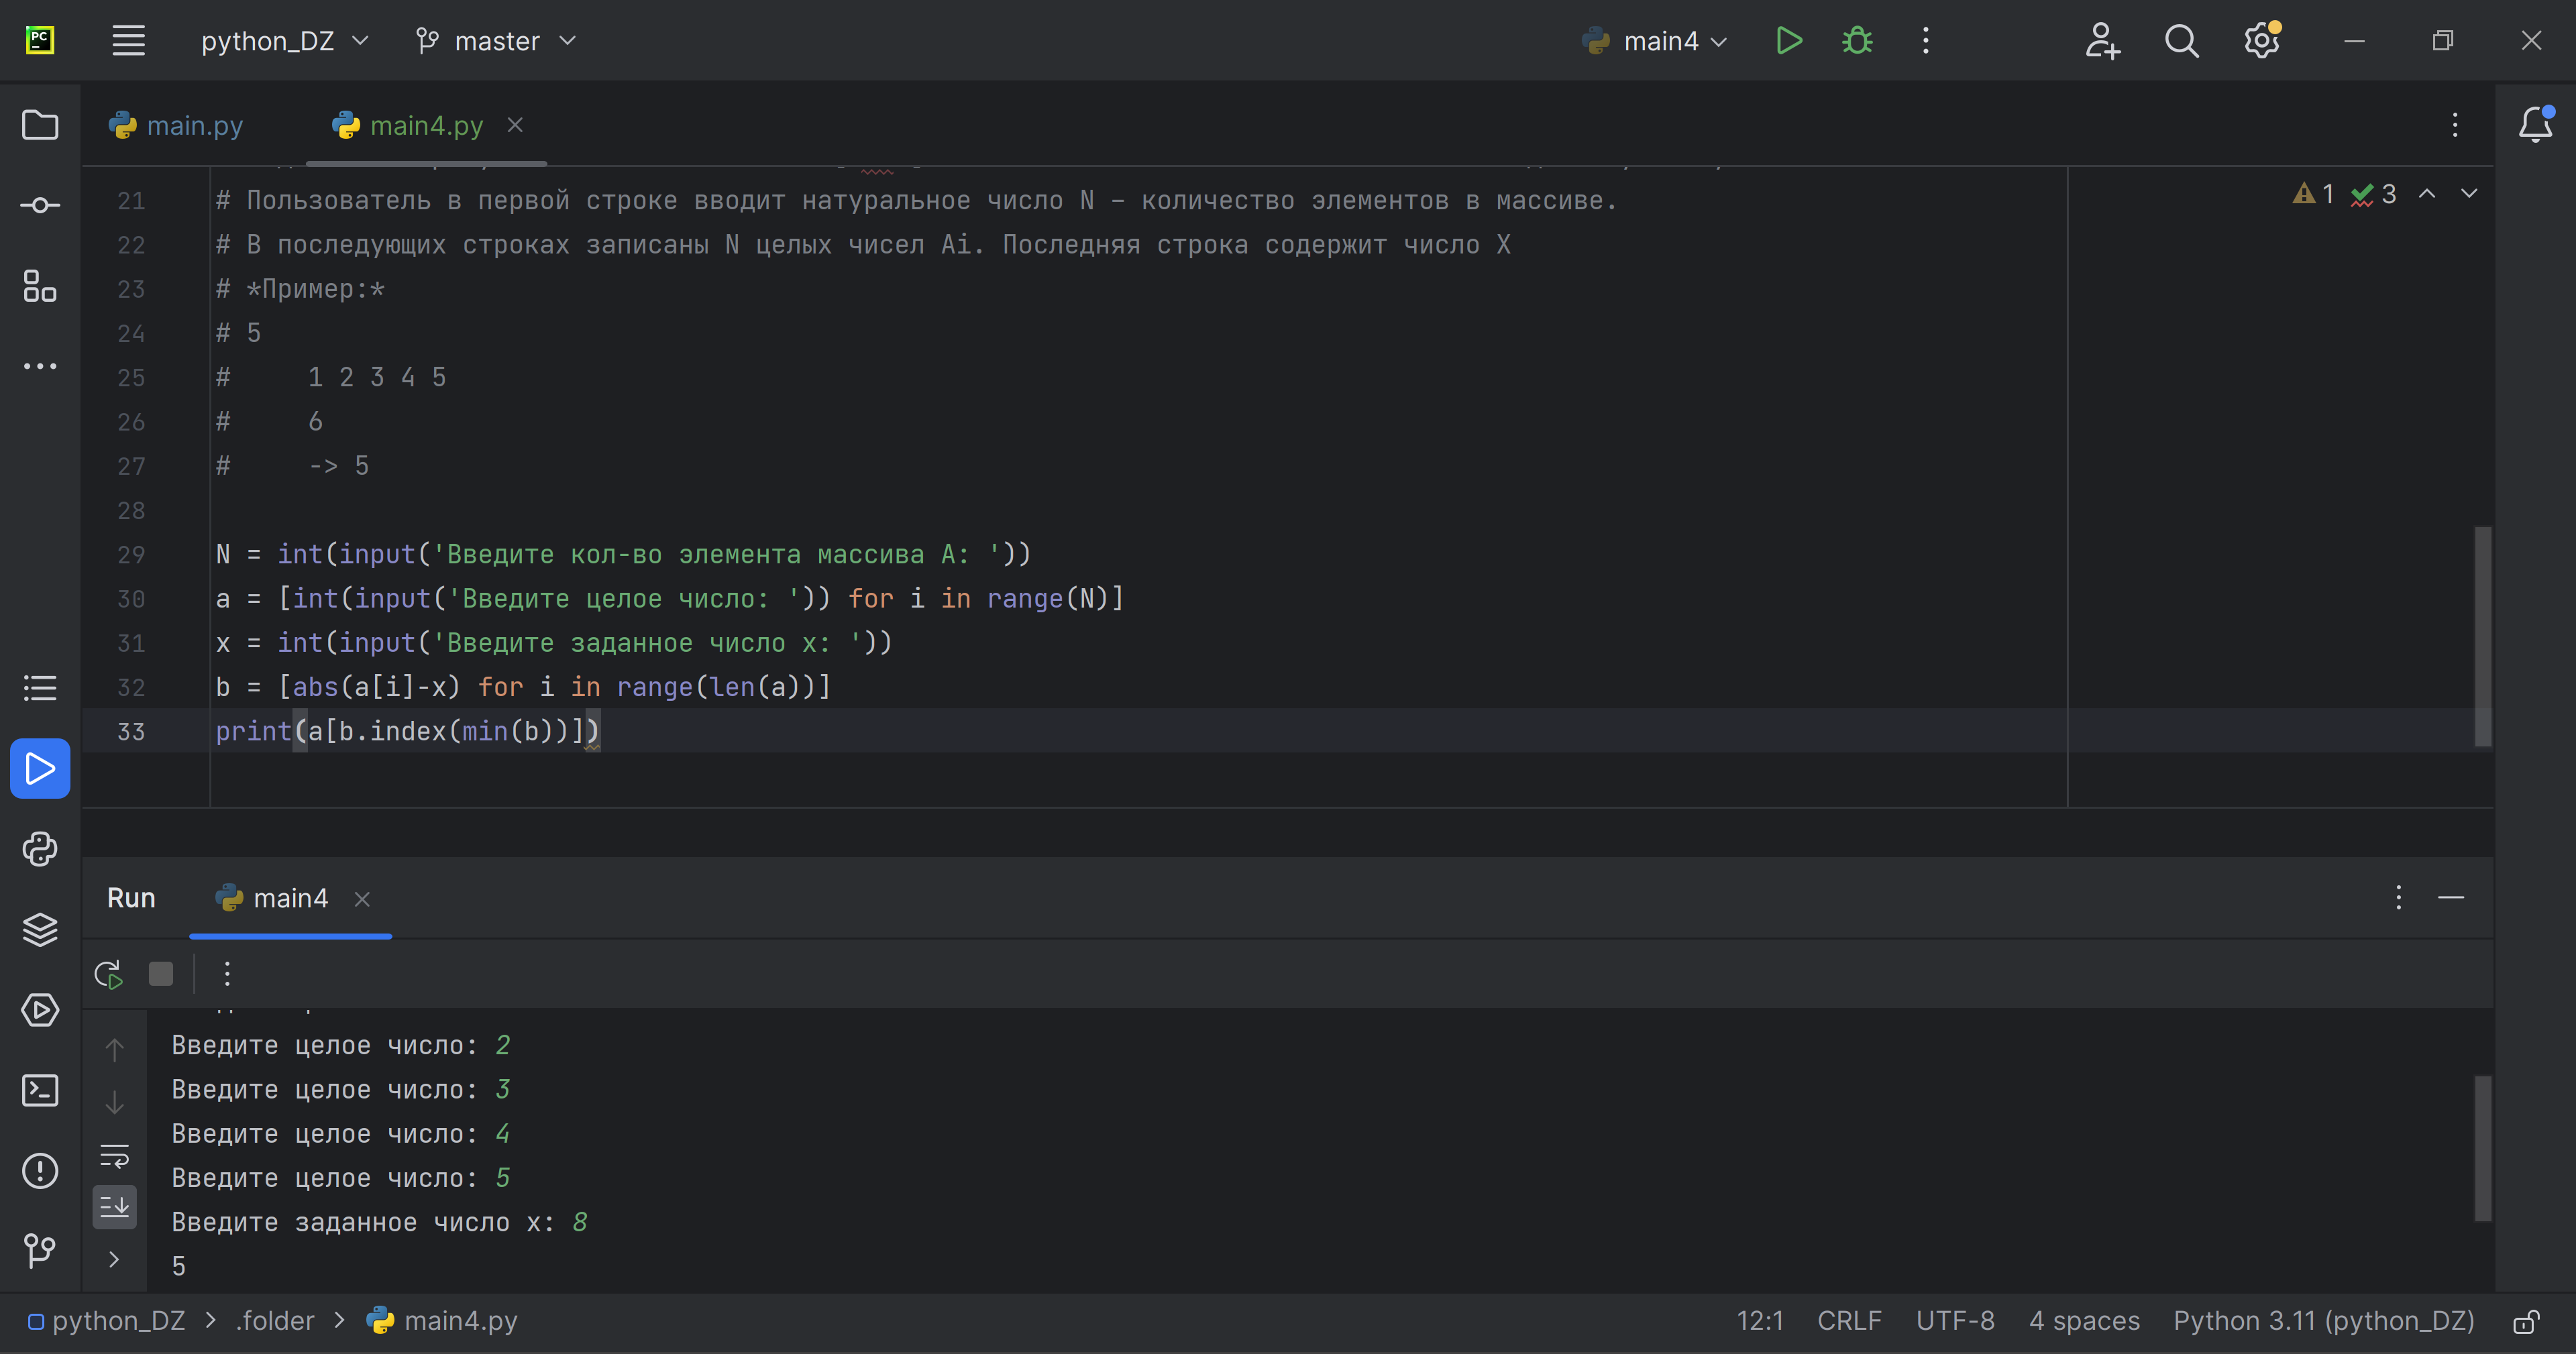 PC
python_DZ
master
main4
main.py
main4.py
1
3
21 # Пользователь в первой строке вводит натуральное число N – количество элементов в массиве.
22 # В последующих строках записаны N целых чисел Ai. Последняя строка содержит число X
23 # *Пример:*
24 # 5
25 #     1 2 3 4 5
26 #     6
27 #     -> 5
28
29 N = int(input('Введите кол-во элемента массива A: '))
30 a = [int(input('Введите целое число: ')) for i in range(N)]
31 x = int(input('Введите заданное число x: '))
32 b = [abs(a[i]-x) for i in range(len(a))]
33 print(a[b.index(min(b))])
Run
main4
Введите целое число: 2
Введите целое число: 3
Введите целое число: 4
Введите целое число: 5
Введите заданное число x: 8
5
python_DZ > .folder > main4.py
12:1 CRLF UTF-8 4 spaces Python 3.11 (python_DZ)